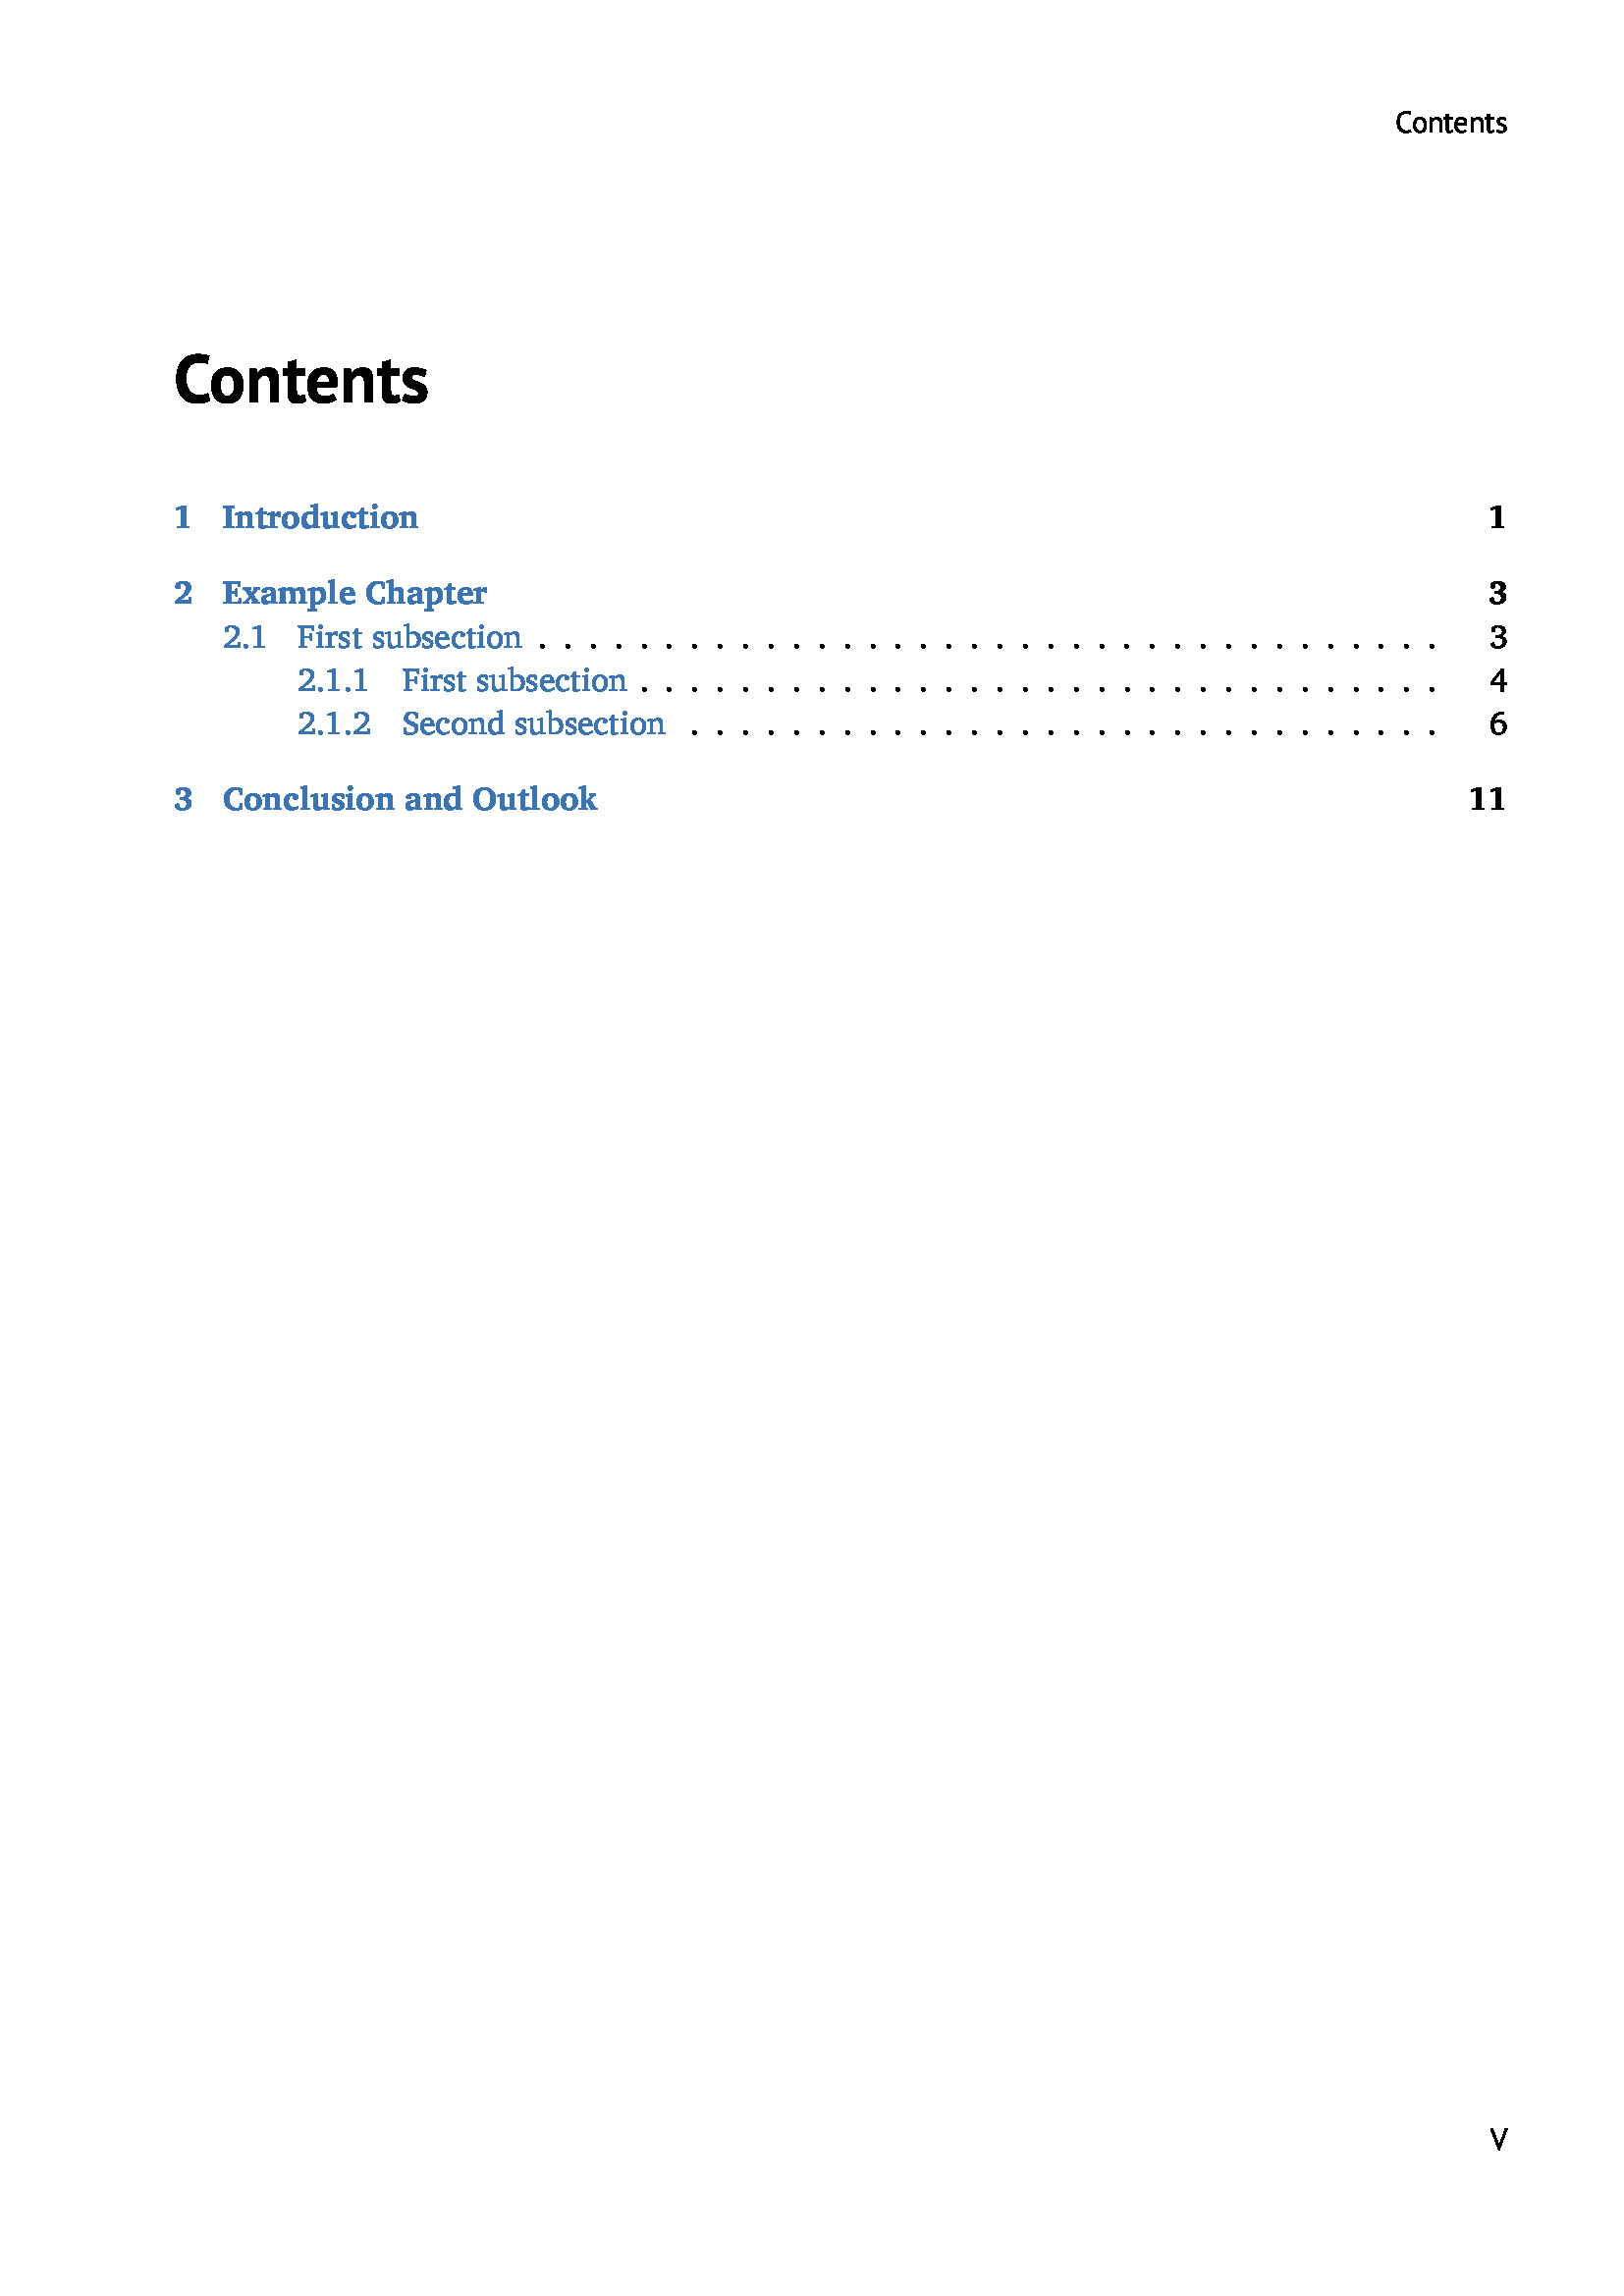 Contents
Contents
1 Introduction 1
2 Example Chapter 3
2.1 First subsection . . . . . . . . . . . . . . . . . . . . . . . . . . . . . . . . . . . . 3
2.1.1 First subsection . . . . . . . . . . . . . . . . . . . . . . . . . . . . . . . . 4
2.1.2 Second subsection . . . . . . . . . . . . . . . . . . . . . . . . . . . . . . 6
3 Conclusion and Outlook 11
V